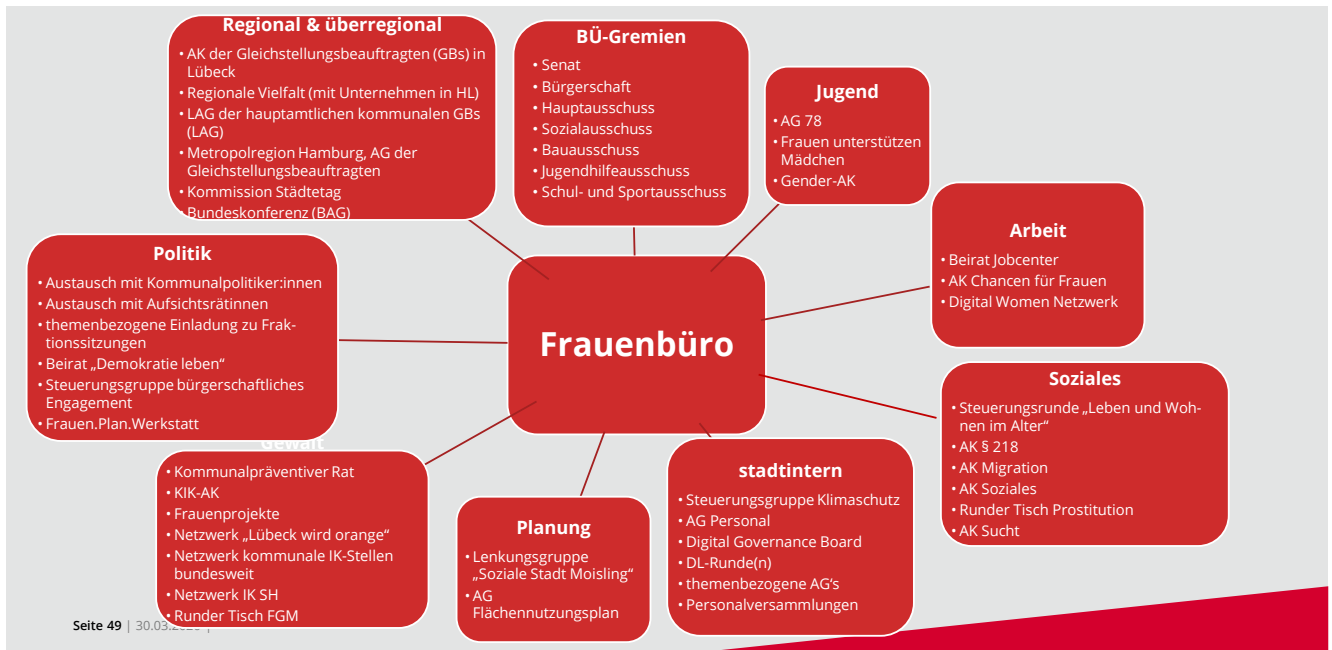 Regional & überregional
• AK der Gleichstellungsbeauftragten (GBs) in
Lübeck
• Regionale Vielfalt (mit Unternehmen in HL)
• LAG der hauptamtlichen kommunalen GBs
(LAG)
• Metropolregion Hamburg, AG der
Gleichstellungsbeauftragten
• Kommission Städtetag
• Bundeskonferenz (BAG)
BÜ-Gremien
• Senat
• Bürgerschaft
• Hauptausschuss
• Sozialausschuss
• Bauausschuss
• Jugendhilfeausschuss
• Schul- und Sportausschuss
Jugend
• AG 78
• Frauen unterstützen
Mädchen
• Gender-AK
Arbeit
• Beirat Jobcenter
• AK Chancen für Frauen
• Digital Women Netzwerk
Politik
• Austausch mit Kommunalpolitiker:innen
• Austausch mit Aufsichtsrätinnen
• themenbezogene Einladung zu Frak-
tionssitzungen
• Beirat „Demokratie leben“
• Steuerungsgruppe bürgerschaftliches
Engagement
• Frauen.Plan.Werkstatt
Frauenbüro
Soziales
• Steuerungsrunde „Leben und Woh-
nen im Alter“
• AK § 218
• AK Migration
• AK Soziales
• Runder Tisch Prostitution
• AK Sucht
Gewalt
• Kommunalpräventiver Rat
• KIK-AK
• Frauenprojekte
• Netzwerk „Lübeck wird orange“
• Netzwerk kommunale IK-Stellen
bundesweit
• Netzwerk IK SH
• Runder Tisch FGM
Planung
• Lenkungsgruppe
„Soziale Stadt Moisling“
• AG
Flächennutzungsplan
stadtintern
• Steuerungsgruppe Klimaschutz
• AG Personal
• Digital Governance Board
• DL-Runde(n)
• themenbezogene AG’s
• Personalversammlungen
Seite 49 | 30.03.